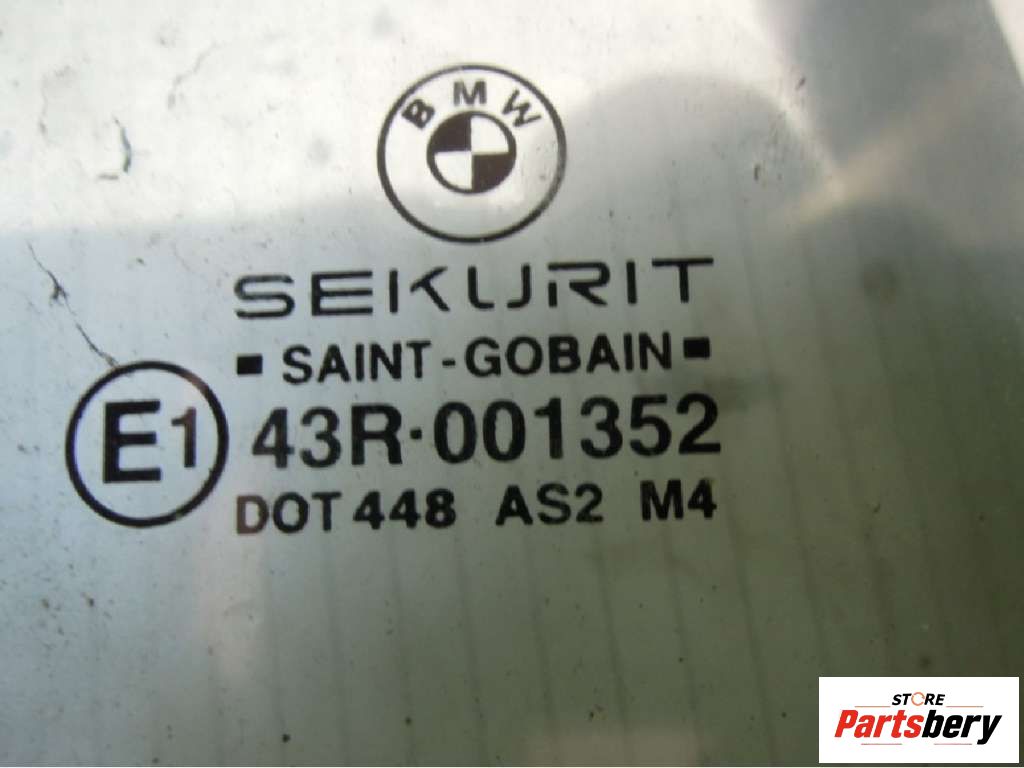 BMW
SEKURIT
▪ SAINT-GOBAIN ▪
E1 43R·001352
DOT 448 AS2 M4
STORE
Partsbery